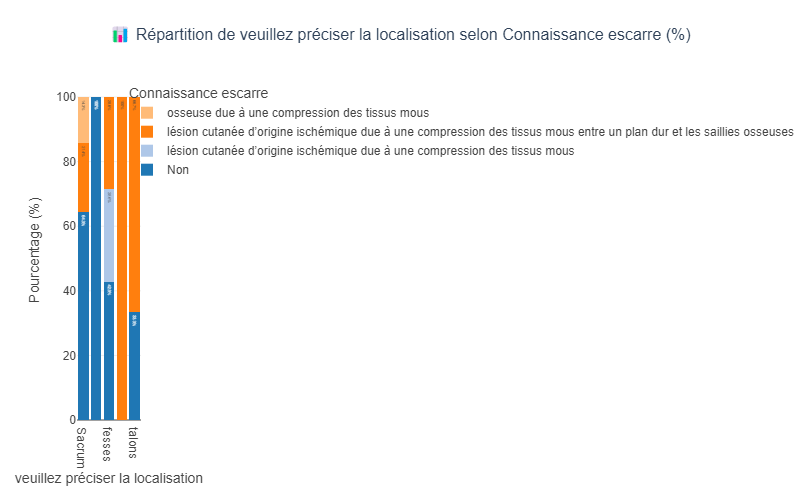 Répartition de veuillez préciser la localisation selon Connaissance escarre (%)
Connaissance escarre
osseuse due à une compression des tissus mous
lésion cutanée d'origine ischémique due à une compression des tissus mous entre un plan dur et les saillies osseuses
lésion cutanée d'origine ischémique due à une compression des tissus mous
Non
Pourcentage (%)
100
80
60
40
20
0
Sacrum
fesses
talons
veuillez préciser la localisation